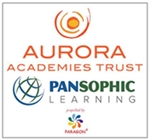 AURORA
ACADEMIES TRUST
PANSOPHIC
LEARNING
propelled by
PARAGON